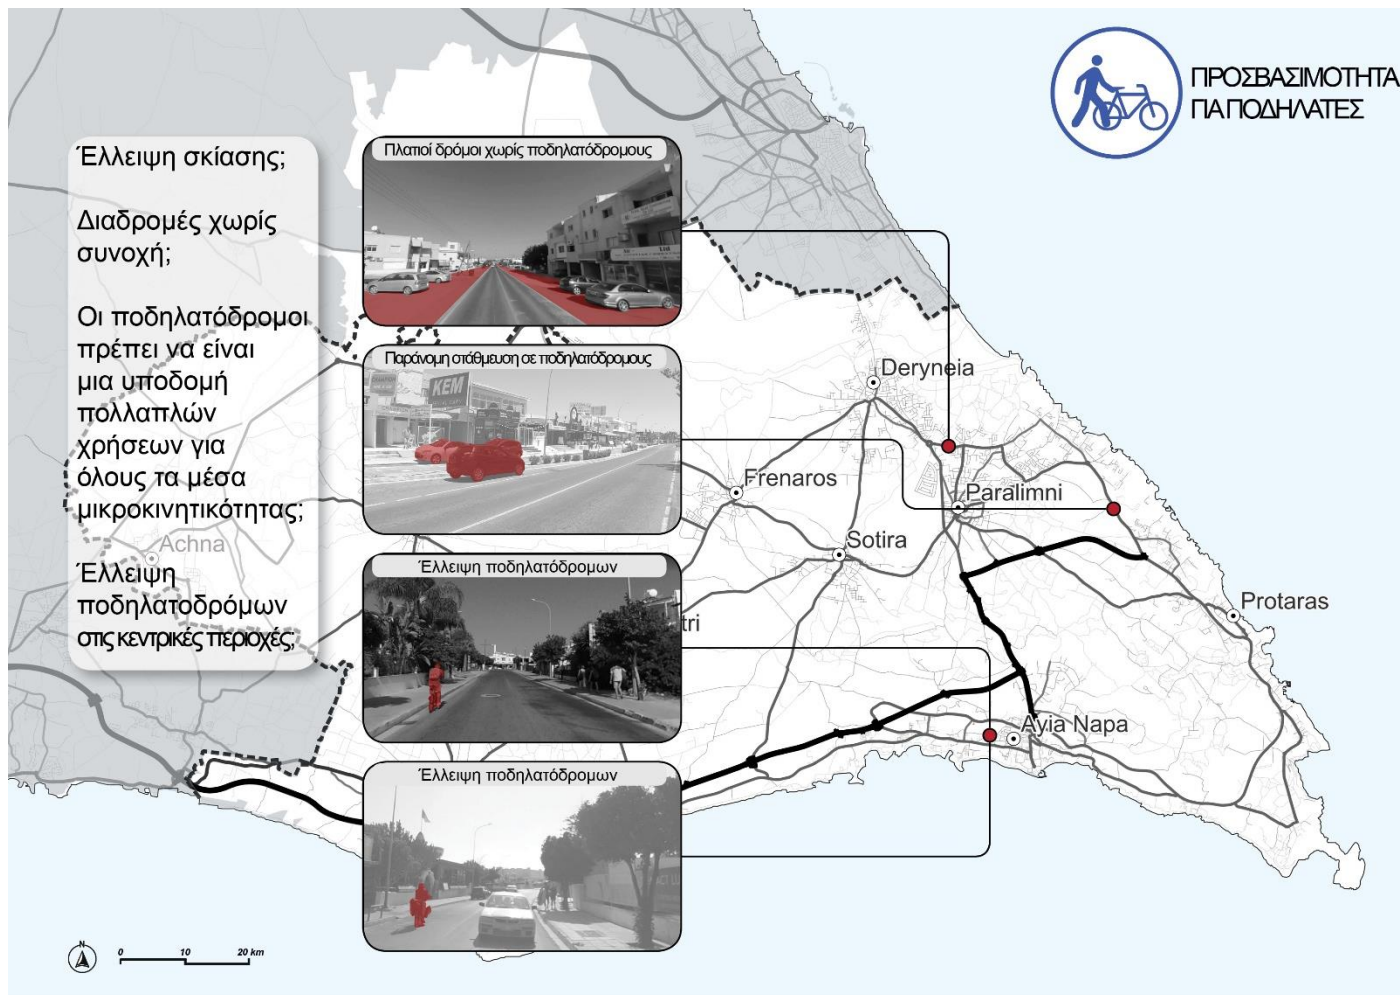 ΠΡΟΣΒΑΣΙΜΟΤΗΤΑ
ΓΙΑ ΠΟΔΗΛΑΤΕΣ
Έλλειψη σκίασης;
Διαδρομές χωρίς
συνοχή;
Οι ποδηλατόδρομοι
πρέπει να είναι
μια υποδομή
πολλαπλών
χρήσεων για
όλους τα μέσα
μικροκινητικότητας;
Έλλειψη
ποδηλατοδρόμων
στις κεντρικές περιοχές;
Πλατιοί δρόμοι χωρίς ποδηλατόδρομους
Παράνομη στάθμευση σε ποδηλατόδρομους
KEM
Έλλειψη ποδηλατόδρομων
Έλλειψη ποδηλατόδρομων
Deryneia
Frenaros
Paralimni
Sotira
Achna
Protaras
tri
Ayia Napa
N
0 10 20 km